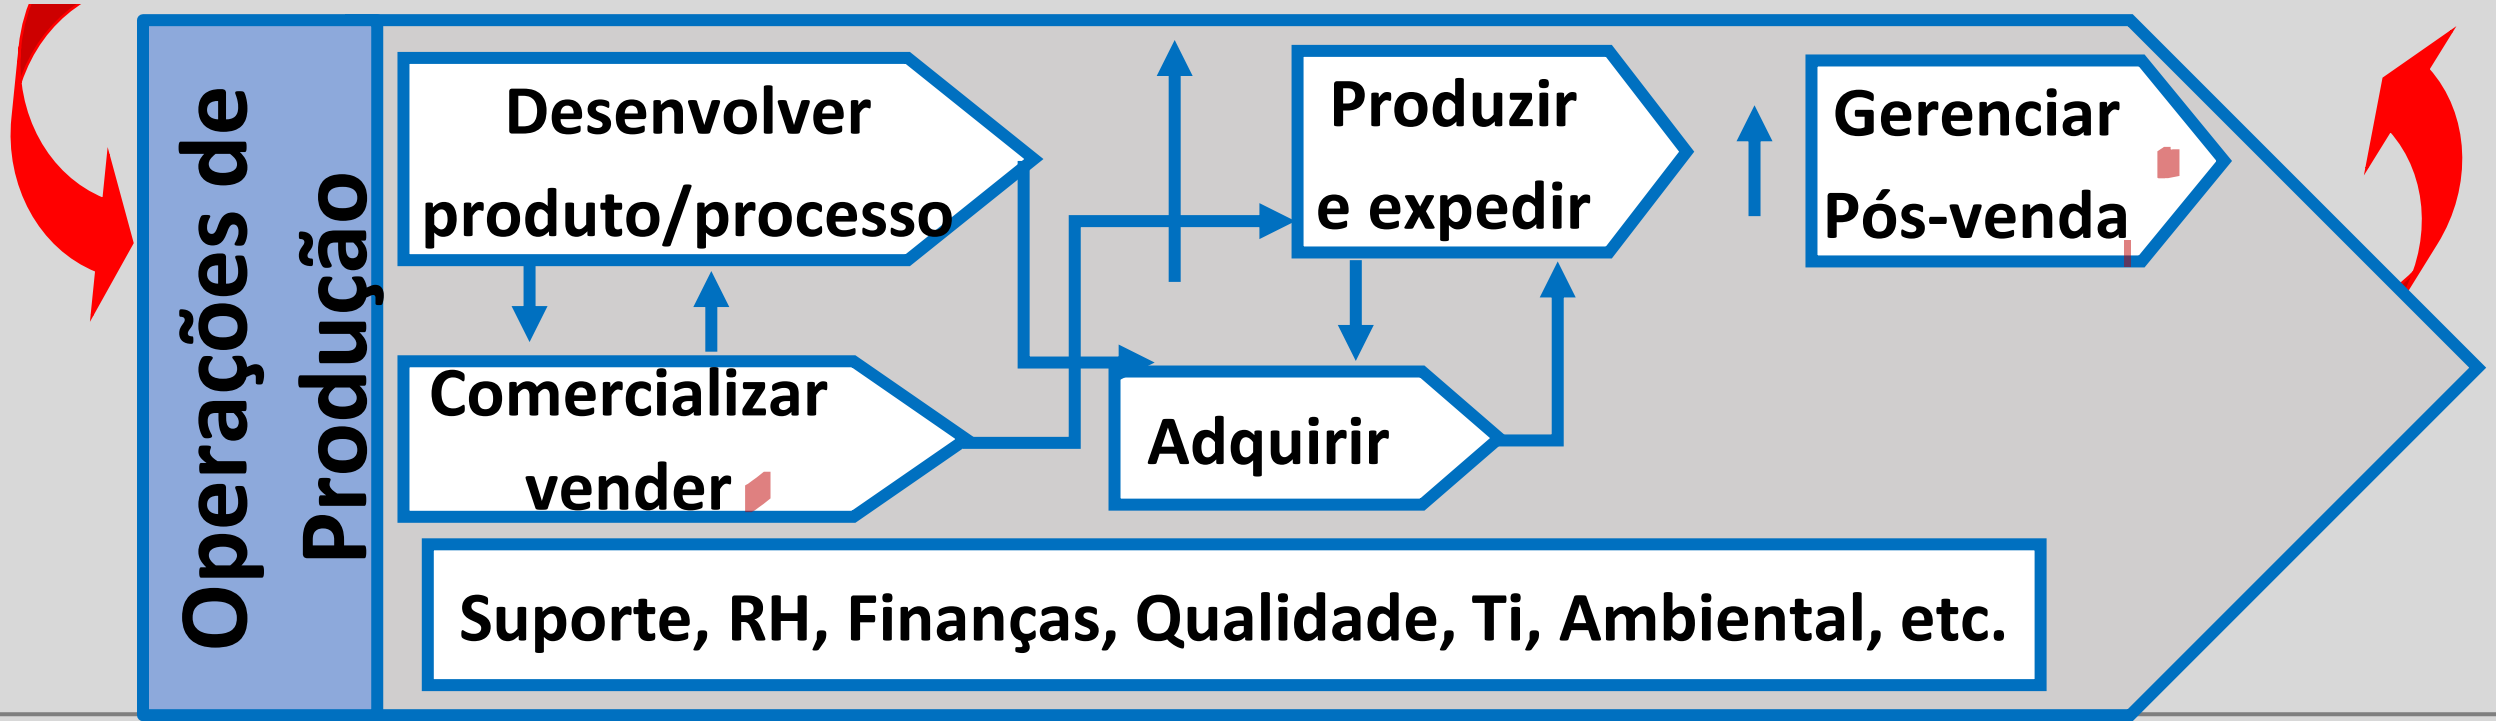 Operações de
Produção
Desenvolver
produto /processo
Produzir
e expedir
Gerenciar
Pós-venda
Comercializar
vender
Adquirir
Suporte, RH, Finanças, Qualidade, Ti, Ambiental, etc.